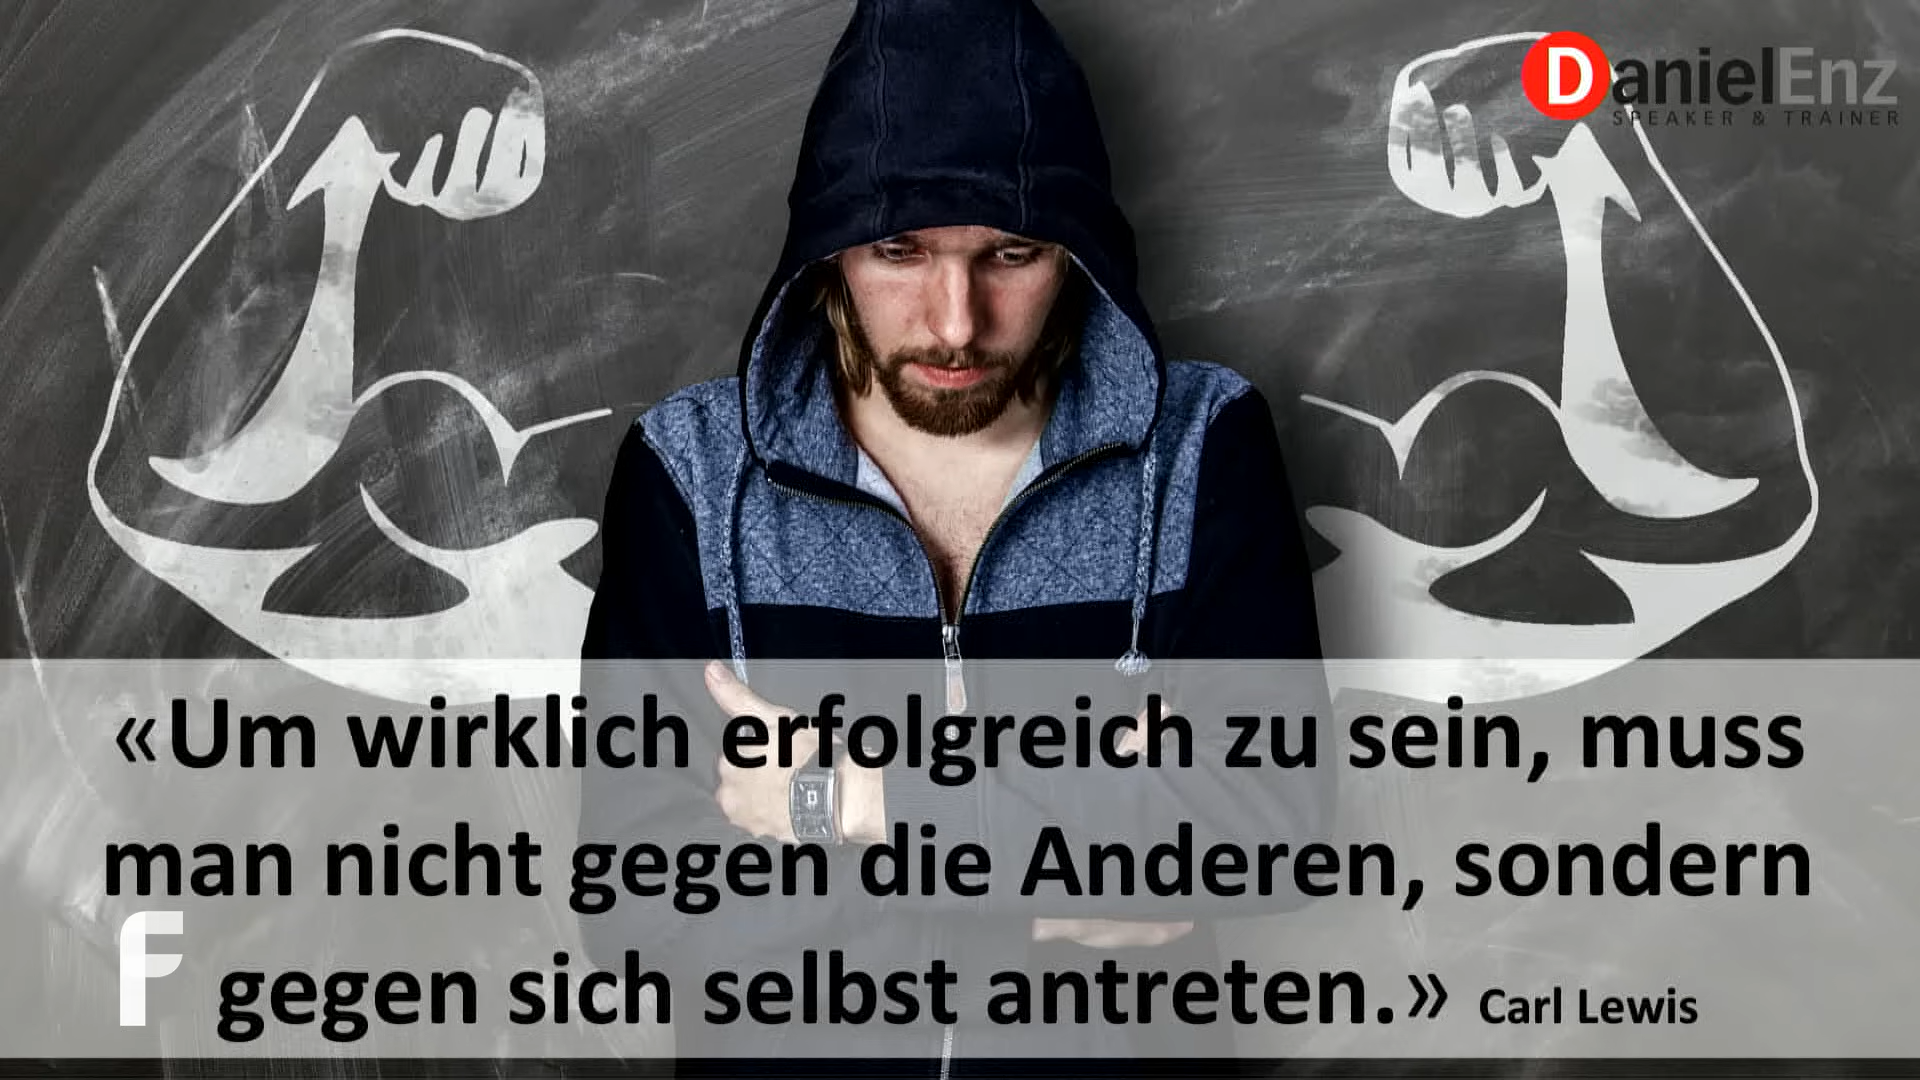 DanielEnz
SPEAKER & TRAINER
«Um wirklich erfolgreich zu sein, muss
man nicht gegen die Anderen, sondern
gegen sich selbst antreten.» Carl Lewis
F